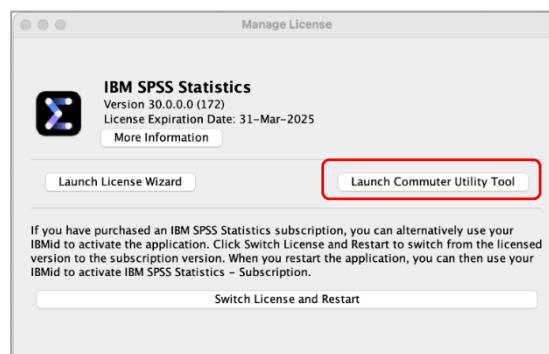 Manage License
IBM SPSS Statistics
Version 30.0.0.0 (172)
License Expiration Date: 31-Mar-2025
More Information
Launch License Wizard
Launch Commuter Utility Tool
If you have purchased an IBM SPSS Statistics subscription, you can alternatively use your
IBMid to activate the application. Click Switch License and Restart to switch from the licensed
version to the subscription version. When you restart the application, you can then use your
IBMid to activate IBM SPSS Statistics - Subscription.
Switch License and Restart